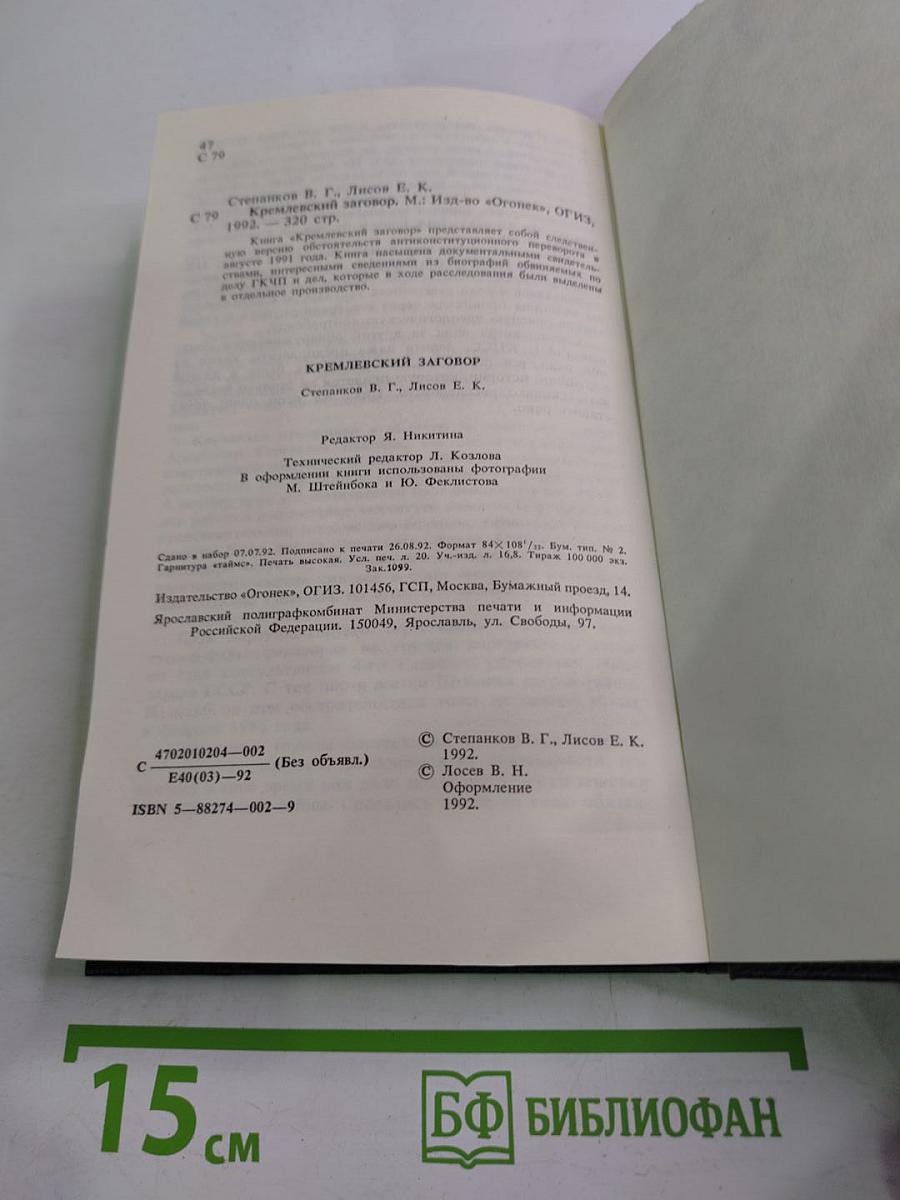 47
С 79
Степанков В. Г., Лисов Е. К.
С 79 Кремлевский заговор. М.: Изд-во «Огонек», ОГИЗ,
1992. — 320 стр.
Книга «Кремлевский заговор» представляет собой следствен-
ную версию обстоятельств антиконституционного переворота в
августе 1991 года. Книга насыщена документальными свидетель-
ствами, интересными сведениями из биографий обвиняемых по
делу ГКЧП и дел, которые в ходе расследования были выделены
в отдельное производство.
КРЕМЛЕВСКИЙ ЗАГОВОР
Степанков В. Г., Лисов Е. К.
Редактор Я. Никитина
Технический редактор Л. Козлова
В оформлении книги использованы фотографии
М. Штейнбока и Ю. Феклистова
Сдано в набор 07.07.92. Подписано к печати 26.08.92. Формат 84×108¹/₃₂. Бум. тип. № 2.
Гарнитура «таймс». Печать высокая. Усл. печ. л. 20. Уч.-изд. л. 16,8. Тираж 100 000 экз.
Зак.1099.
Издательство «Огонек», ОГИЗ. 101456, ГСП, Москва, Бумажный проезд, 14.
Ярославский полиграфкомбинат Министерства печати и информации
Российской Федерации. 150049, Ярославль, ул. Свободы, 97.
С 4702010204—002 (Без объявл.)
Е40(03)—92
ISBN 5—88274—002—9
© Степанков В. Г., Лисов Е. К.
1992.
© Лосев В. Н.
Оформление
1992.
15 см
БФ БИБЛИОФАН